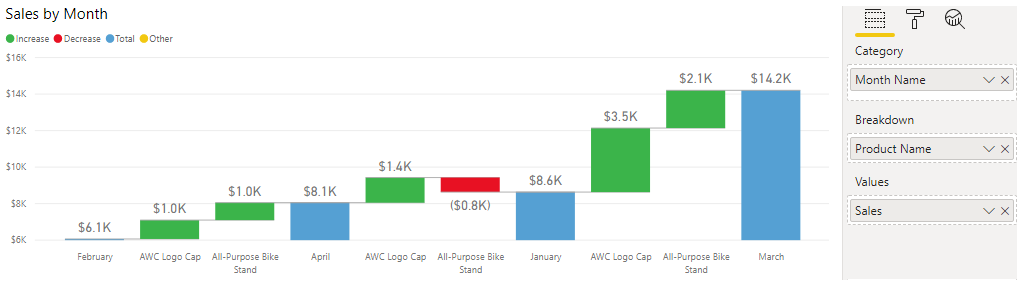 Sales by Month
Increase Decrease Total Other
$16K
$14K
$12K
$10K
$8K
$6K
$6.1K
$1.0K
$1.0K
$8.1K
$1.4K
($0.8K)
$8.6K
$3.5K
$2.1K
$14.2K
February
AWC Logo Cap
All-Purpose Bike
Stand
April
AWC Logo Cap
All-Purpose Bike
Stand
January
AWC Logo Cap
All-Purpose Bike
Stand
March
Category
Month Name
Breakdown
Product Name
Values
Sales